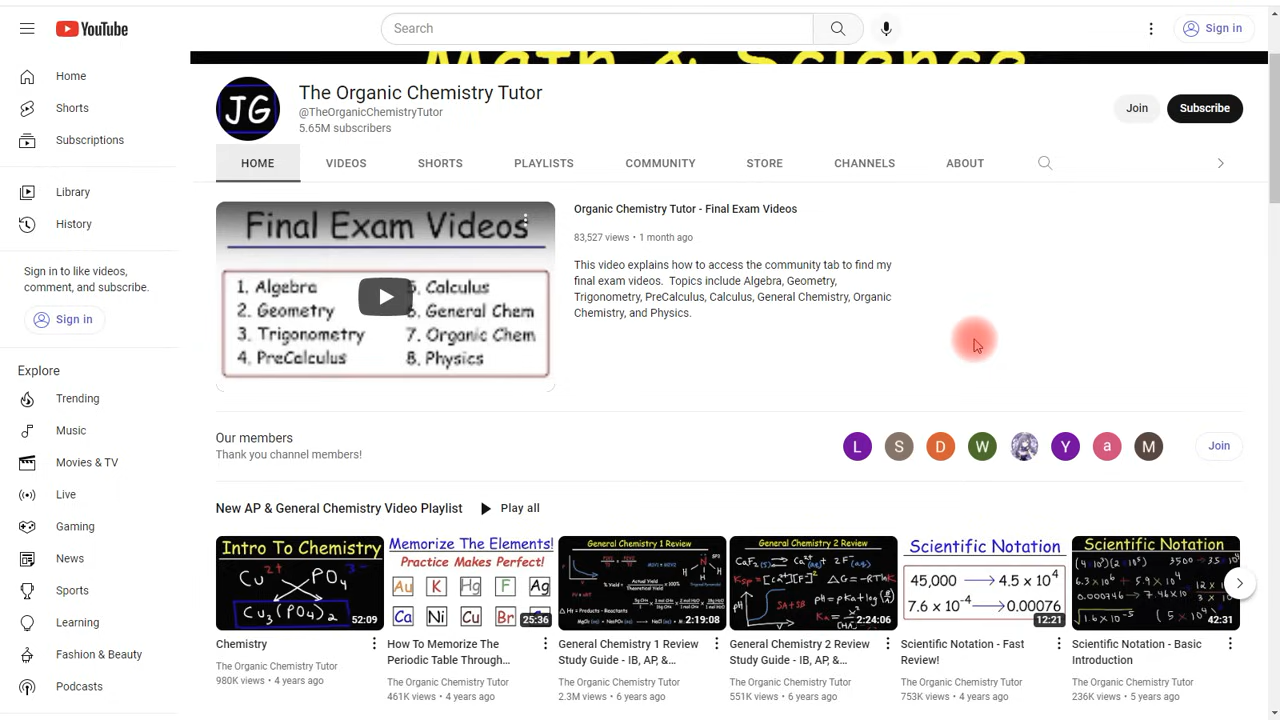 YouTube
Search
Sign in
Home
Shorts
Subscriptions
Library
History
Sign in to like videos,
comment, and subscribe.
Sign in
Explore
Trending
Music
Movies & TV
Live
Gaming
News
Sports
Learning
Fashion & Beauty
Podcasts
Math & Science
JG
The Organic Chemistry Tutor
@TheOrganicChemistryTutor
5.65M subscribers
Join
Subscribe
HOME
VIDEOS
SHORTS
PLAYLISTS
COMMUNITY
STORE
CHANNELS
ABOUT
Final Exam Videos
1. Algebra
2. Geometry
3. Trigonometry
4. PreCalculus
5. Calculus
6. General Chem
7. Organic Chem
8. Physics
Organic Chemistry Tutor - Final Exam Videos
83,527 views • 1 month ago
This video explains how to access the community tab to find my
final exam videos. Topics include Algebra, Geometry,
Trigonometry, PreCalculus, Calculus, General Chemistry, Organic
Chemistry, and Physics.
Our members
Thank you channel members!
L S D W Y a M
Join
New AP & General Chemistry Video Playlist
Play all
Intro To Chemistry
Cu 2+ PO4 3-
Cu3(PO4)2
52:09
Chemistry
The Organic Chemistry Tutor
980K views • 4 years ago
Memorize The Elements!
Practice Makes Perfect!
Au K Hg F Ag
Ca Ni Cu Br
25:36
How To Memorize The
Periodic Table Through...
The Organic Chemistry Tutor
461K views • 4 years ago
General Chemistry 1 Review
2:19:08
General Chemistry 1 Review
Study Guide - IB, AP, &...
The Organic Chemistry Tutor
2.3M views • 6 years ago
General Chemistry 2 Review
2:24:06
General Chemistry 2 Review
Study Guide - IB, AP, &...
The Organic Chemistry Tutor
551K views • 6 years ago
Scientific Notation
45,000 → 4.5 x 10^4
7.6 x 10^-4 → 0.00076
12:21
Scientific Notation - Fast
Review!
The Organic Chemistry Tutor
753K views • 4 years ago
Scientific Notation
42:31
Scientific Notation - Basic
Introduction
The Organic Chemistry Tutor
236K views • 5 years ago